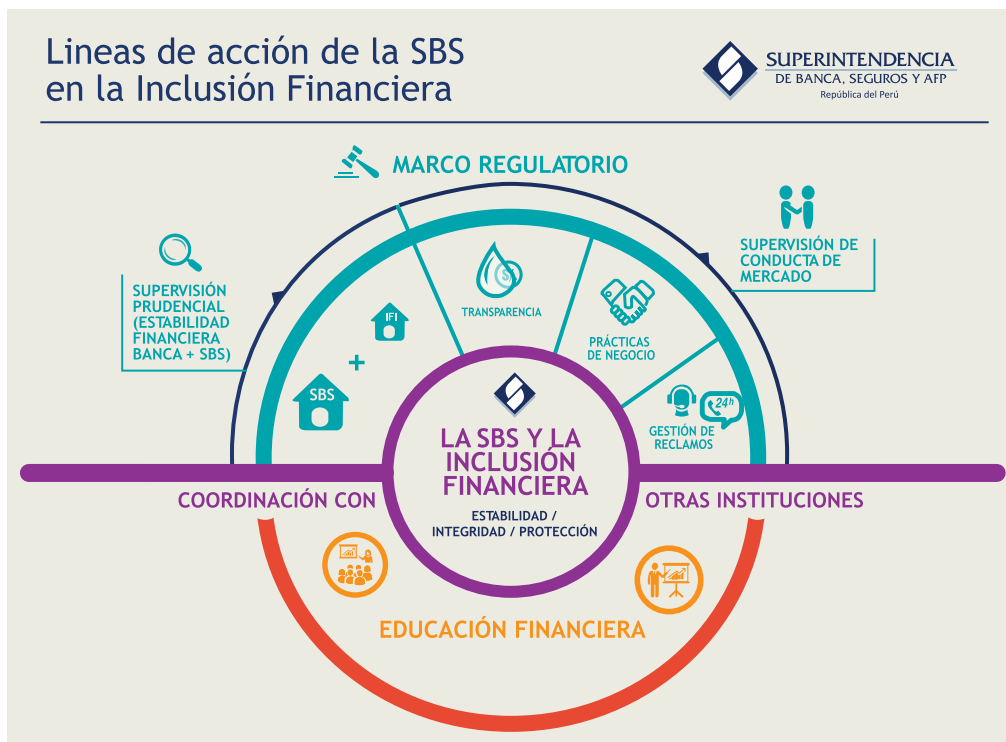 Lineas de acción de la SBS
en la Inclusión Financiera
SUPERINTENDENCIA
DE BANCA, SEGUROS Y AFP
República del Perú
MARCO REGULATORIO
SUPERVISIÓN
PRUDENCIAL
(ESTABILIDAD
FINANCIERA
BANCA + SBS)
SUPERVISIÓN DE
CONDUCTA DE
MERCADO
IFI
+
SBS
$
TRANSPARENCIA
PRÁCTICAS
DE NEGOCIO
24h
GESTIÓN DE
RECLAMOS
LA SBS Y LA
INCLUSIÓN
FINANCIERA
ESTABILIDAD /
INTEGRIDAD / PROTECCIÓN
COORDINACIÓN CON
OTRAS INSTITUCIONES
EDUCACIÓN FINANCIERA